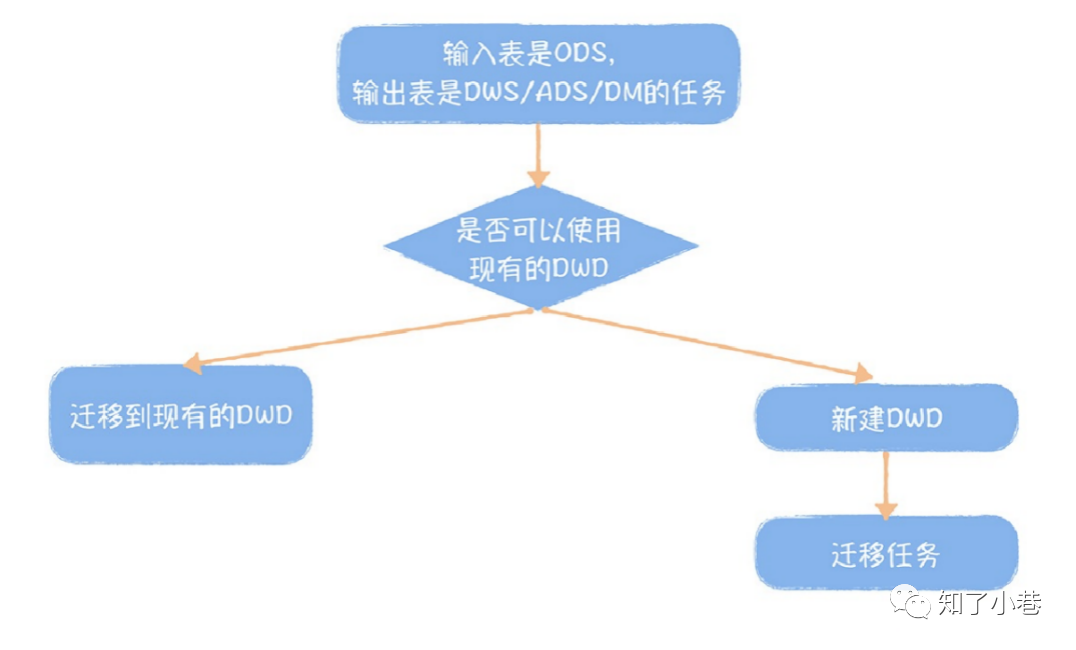 输入表是ODS,
输出表是DWS/ADS/DM的任务
是否可以使用
现有的DWD
迁移到现有的DWD
新建DWD
迁移任务
知了小巷